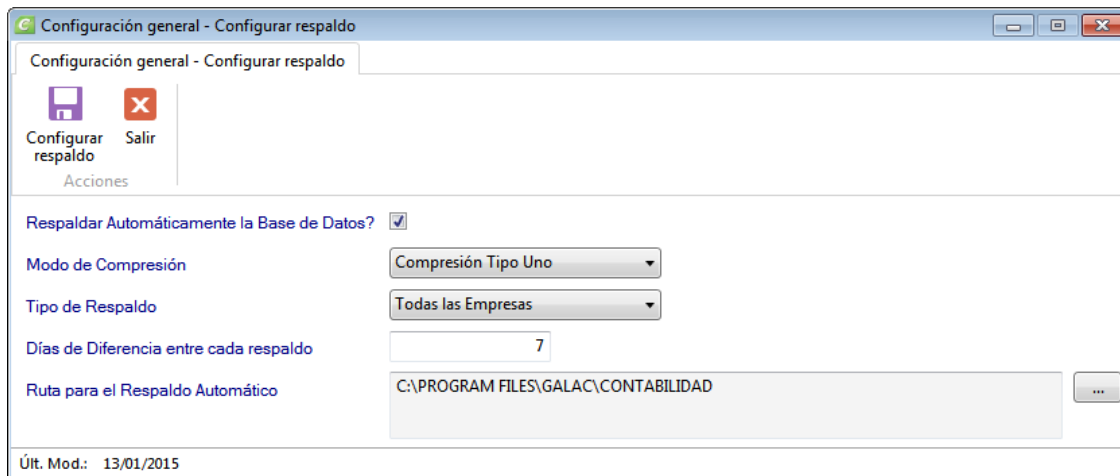 Configuración general - Configurar respaldo
Configuración general - Configurar respaldo
Configurar respaldo
Salir
Acciones
Respaldar Automáticamente la Base de Datos?
Modo de Compresión
Compresión Tipo Uno
Tipo de Respaldo
Todas las Empresas
Días de Diferencia entre cada respaldo
7
Ruta para el Respaldo Automático
C:\PROGRAM FILES\GALAC\CONTABILIDAD
...
Últ. Mod.: 13/01/2015